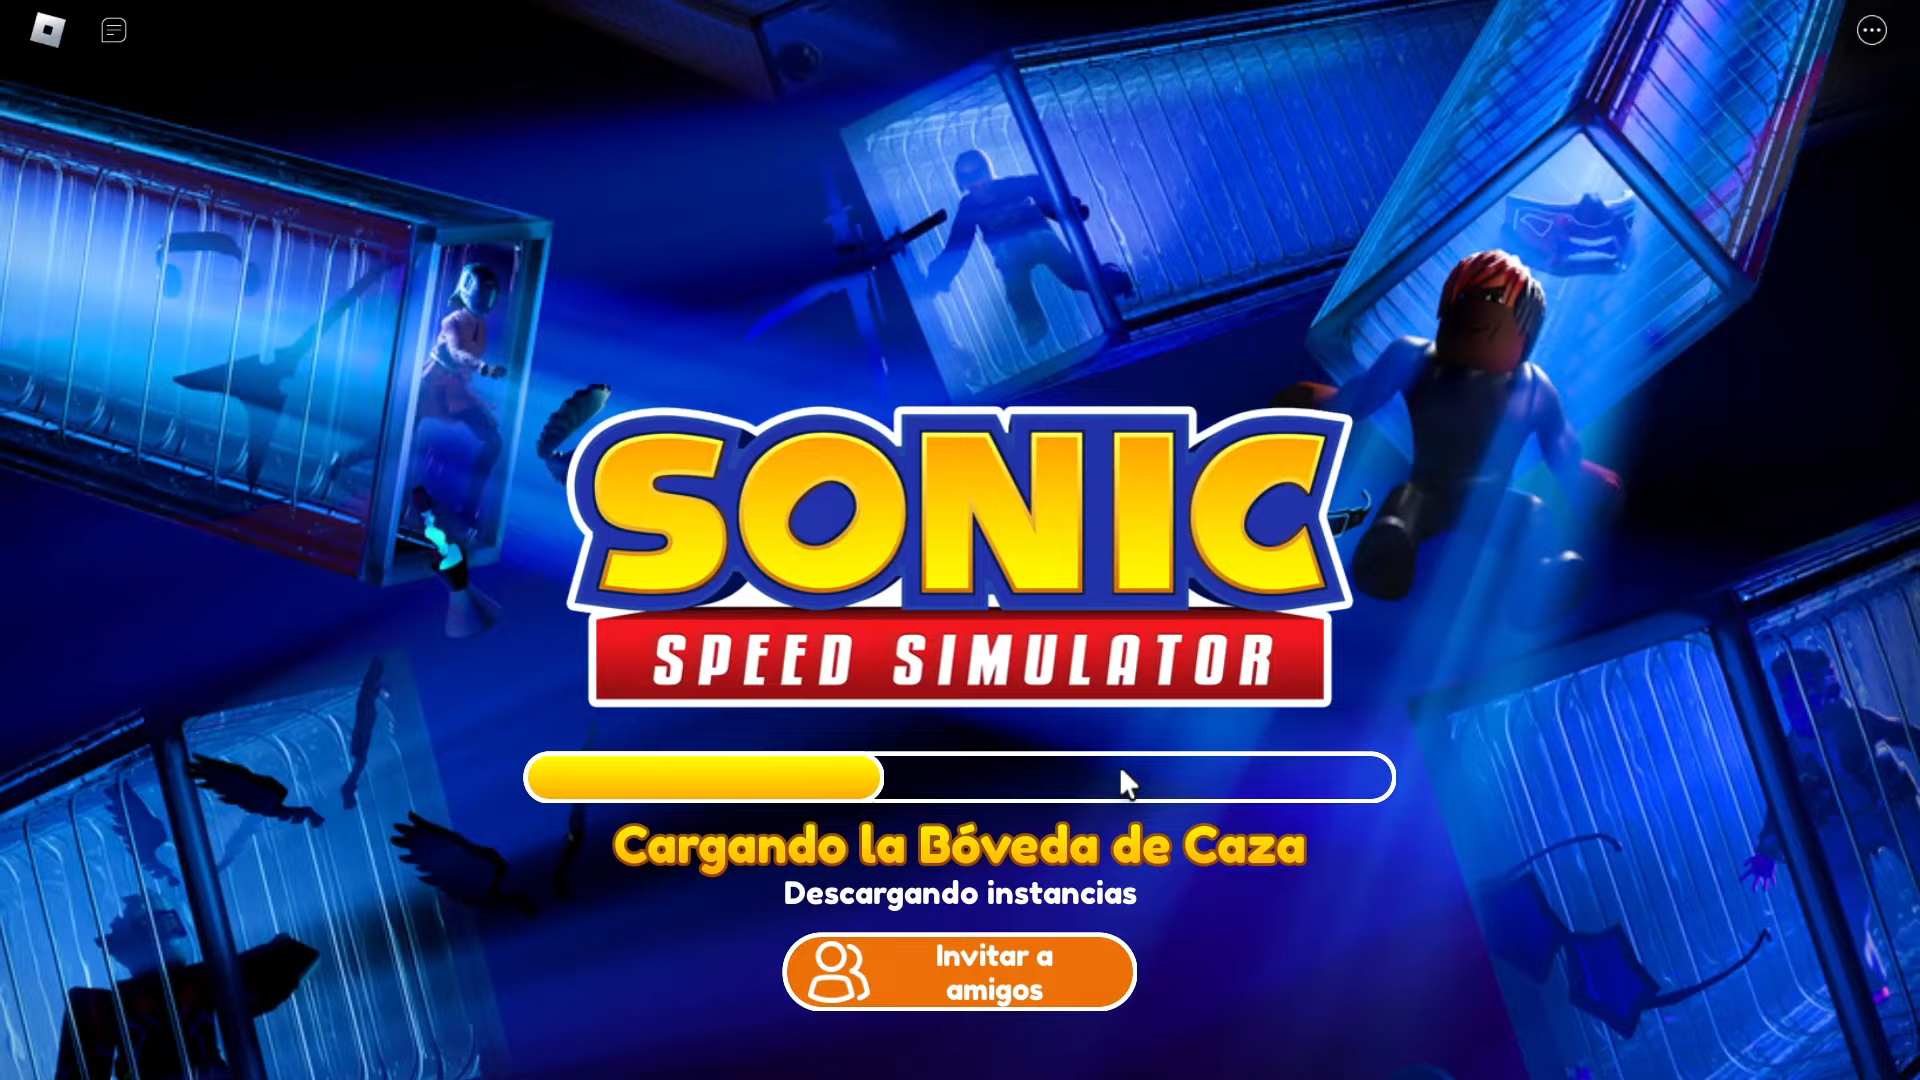 SONIC
SPEED SIMULATOR
Cargando la Bóveda de Caza
Descargando instancias
Invitar a
amigos